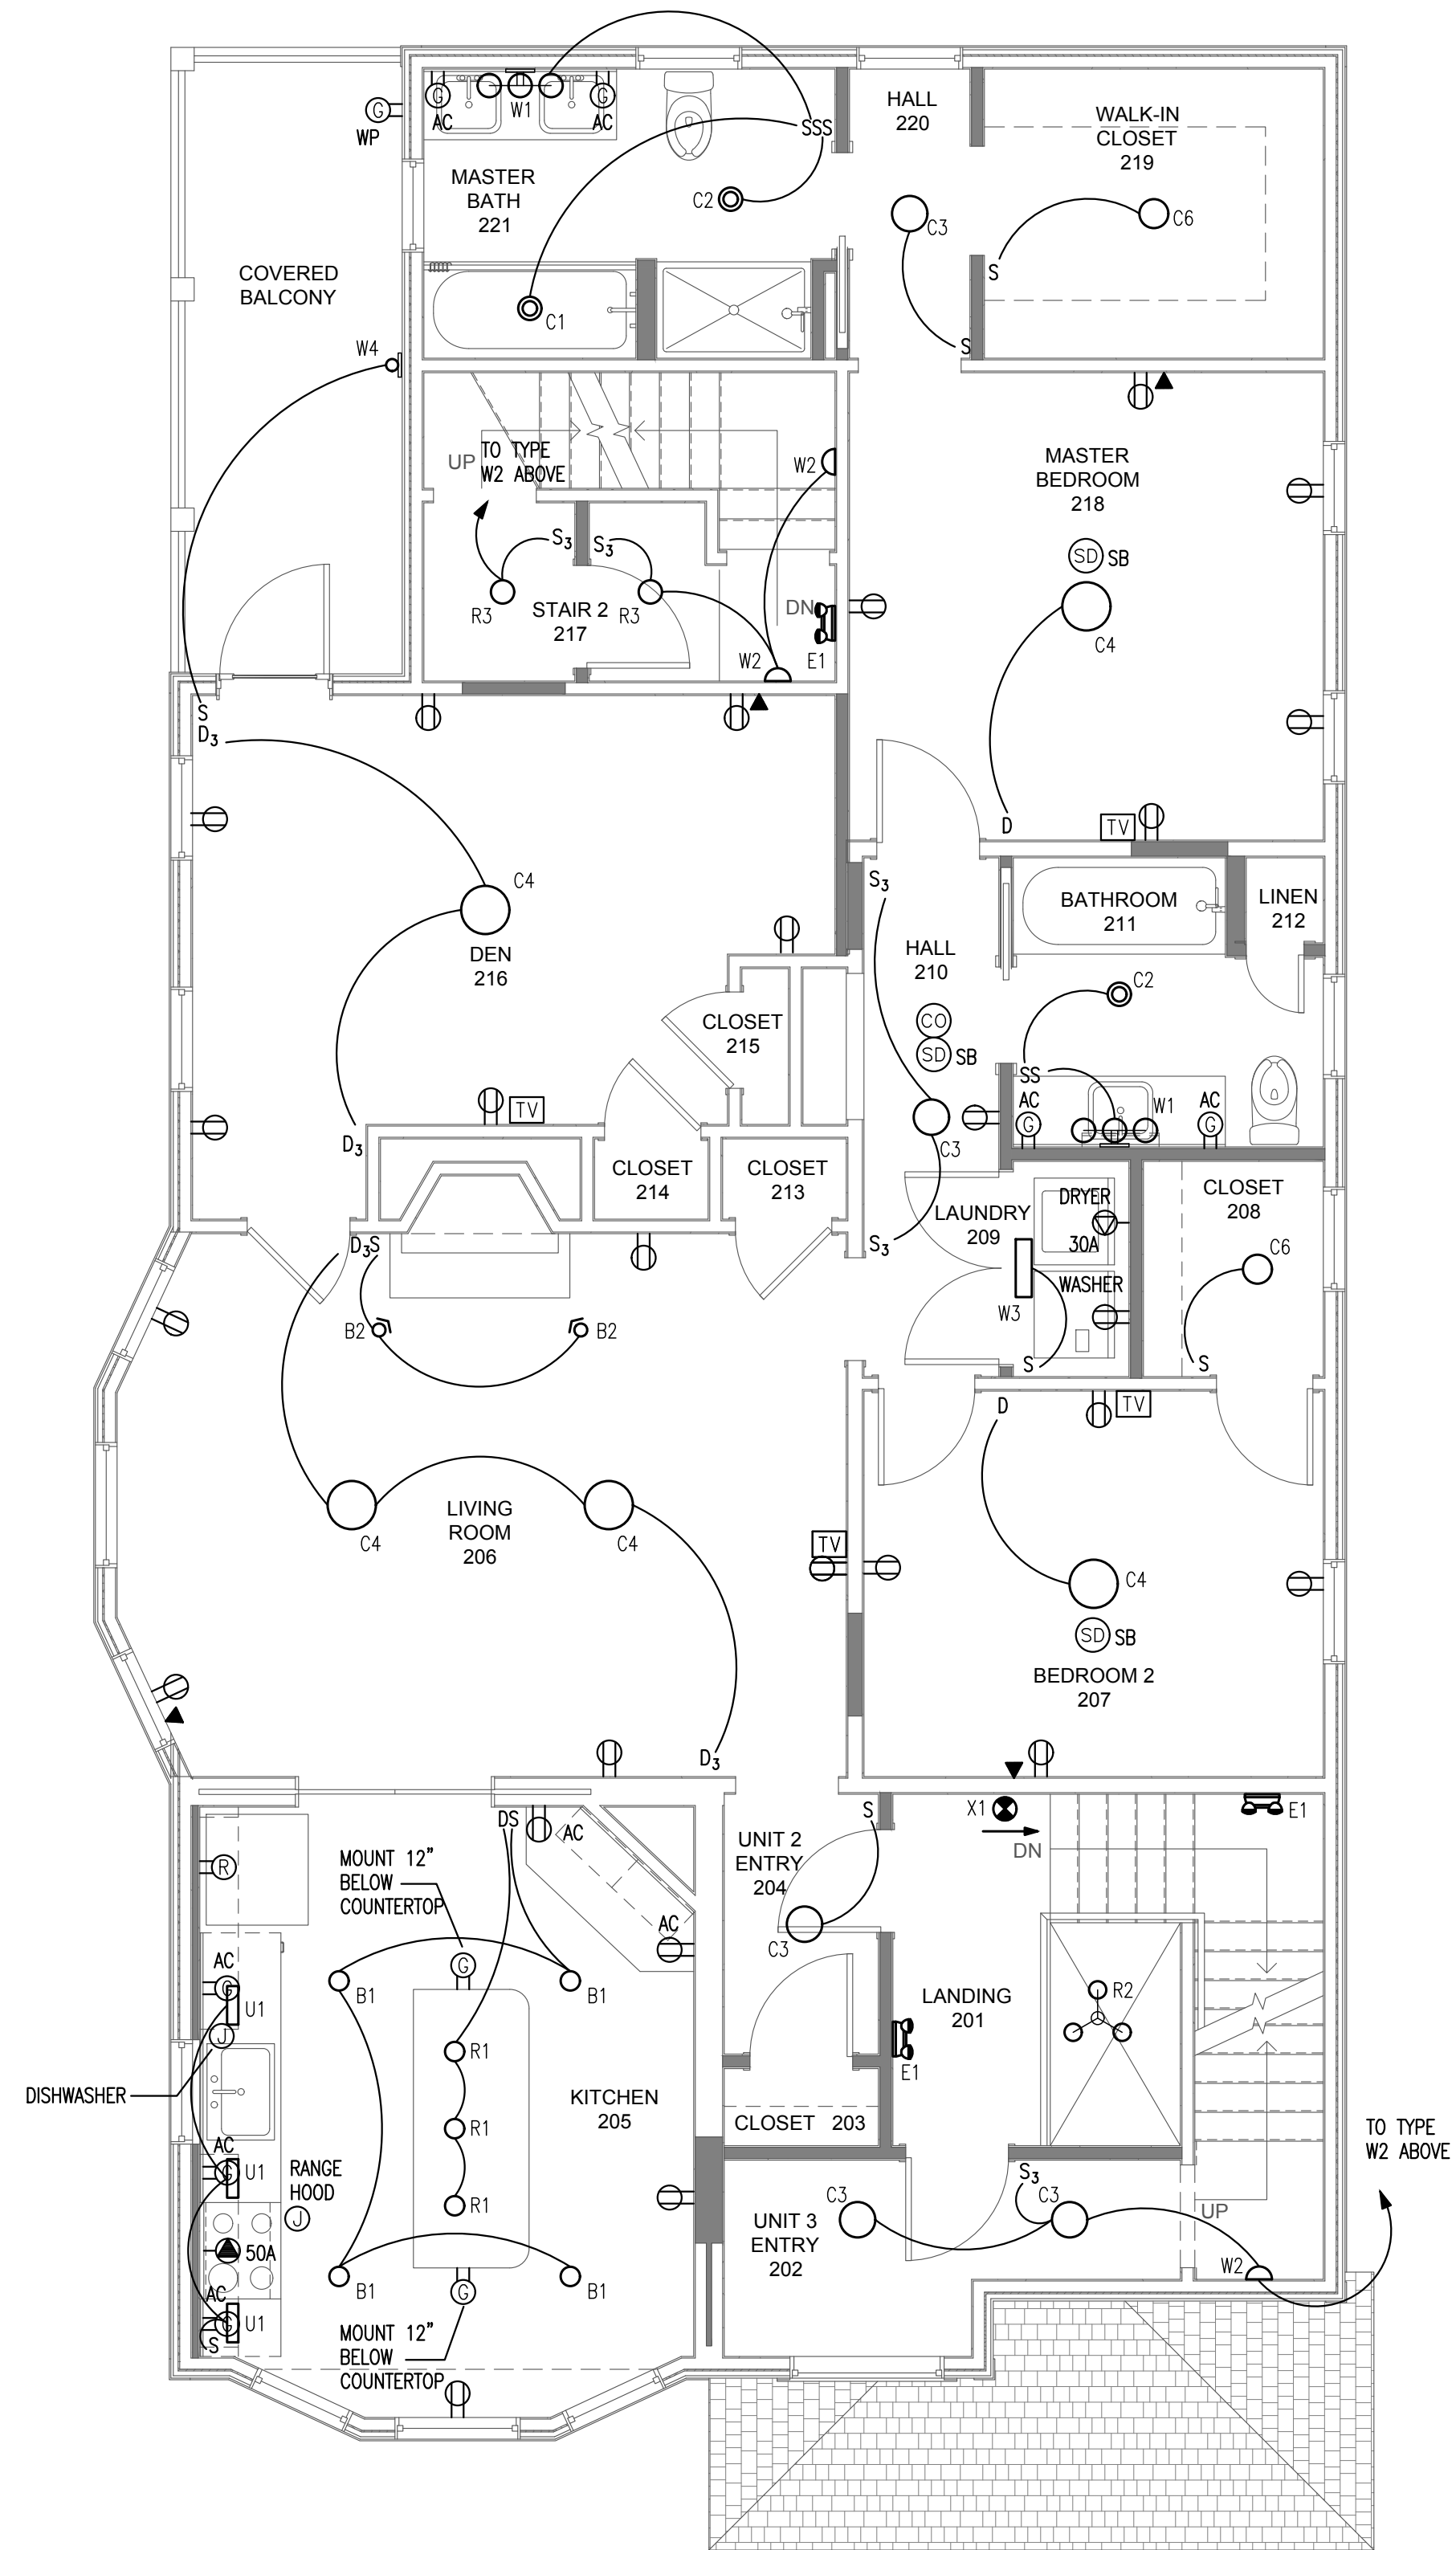 G
WP
G
AC
W1
G
AC
SSS
HALL
220
WALK-IN
CLOSET
219
MASTER
BATH
221
C2
C3
C6
S
COVERED
BALCONY
C1
W4
S
UP
TO TYPE
W2 ABOVE
W2
MASTER
BEDROOM
218
S3
S3
SD
SB
R3
STAIR 2
217
R3
DN
C4
W2
E1
S
D3
D
TV
C4
DEN
216
S3
BATHROOM
211
LINEN
212
HALL
210
C2
CLOSET
215
CO
SD
SB
SS
AC
G
W1
AC
G
TV
D3
C3
CLOSET
214
CLOSET
213
DRYER
30A
CLOSET
208
LAUNDRY
209
S3
D3S
C6
WASHER
W3
B2
B2
S
S
D
TV
LIVING
ROOM
206
C4
C4
TV
C4
SD
SB
BEDROOM 2
207
D3
DS
AC
S
X1
DN
E1
UNIT 2
ENTRY
204
MOUNT 12"
BELOW
COUNTERTOP
R
AC
C3
G
AC
G
U1
B1
B1
J
LANDING
201
R2
R1
E1
DISHWASHER
KITCHEN
205
R1
CLOSET 203
TO TYPE
W2 ABOVE
AC
G
U1
RANGE
HOOD
J
R1
S3
C3
C3
UNIT 3
ENTRY
202
UP
50A
B1
B1
G
W2
AC
G
U1
S
MOUNT 12"
BELOW
COUNTERTOP